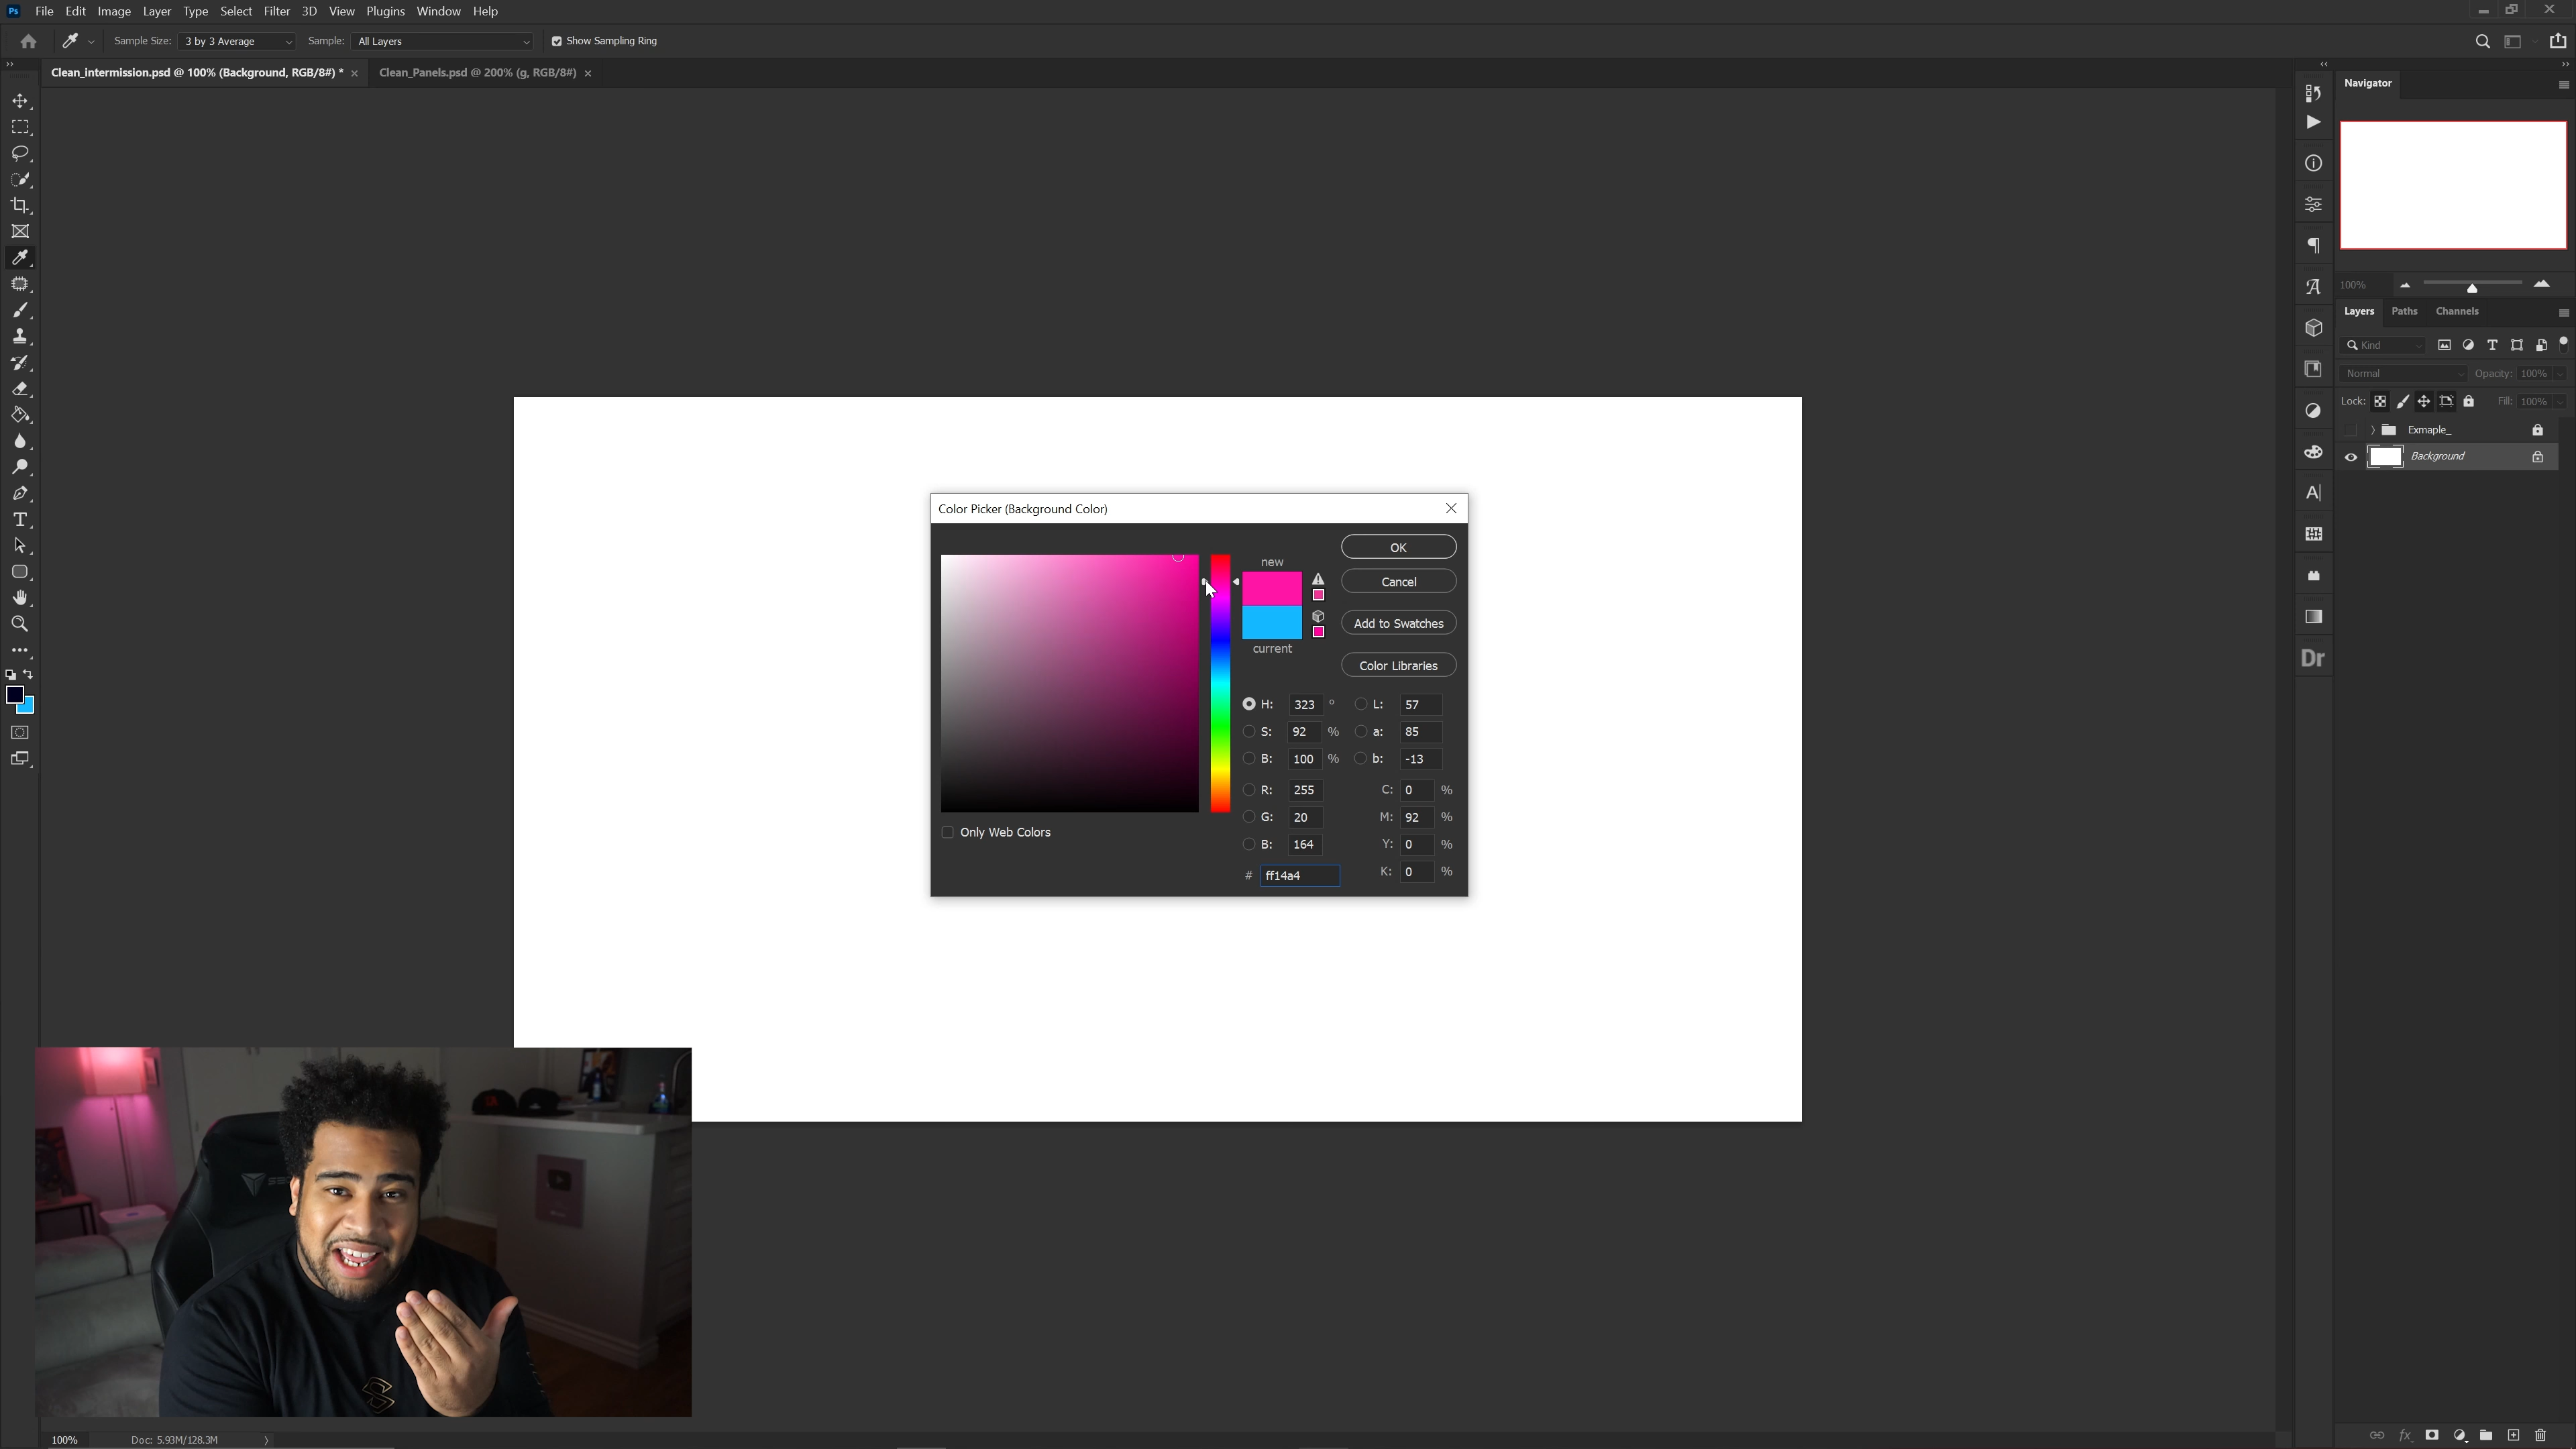 Ps File Edit Image Layer Type Select Filter 3D View Plugins Window Help
Sample Size: 3 by 3 Average Sample: All Layers Show Sampling Ring
Clean_intermission.psd @ 100% (Background, RGB/8#) * × Clean_Panels.psd @ 200% (g, RGB/8#) ×
Navigator
100%
Layers Paths Channels
Kind
Normal Opacity: 100%
Lock: Fill: 100%
Exmaple_
Background
Dr
Color Picker (Background Color)
new
current
OK
Cancel
Add to Swatches
Color Libraries
H: 323 ° L: 57
S: 92 % a: 85
B: 100 % b: -13
R: 255 C: 0 %
G: 20 M: 92 %
B: 164 Y: 0 %
# ff14a4 K: 0 %
Only Web Colors
100% Doc: 5.93M/128.3M